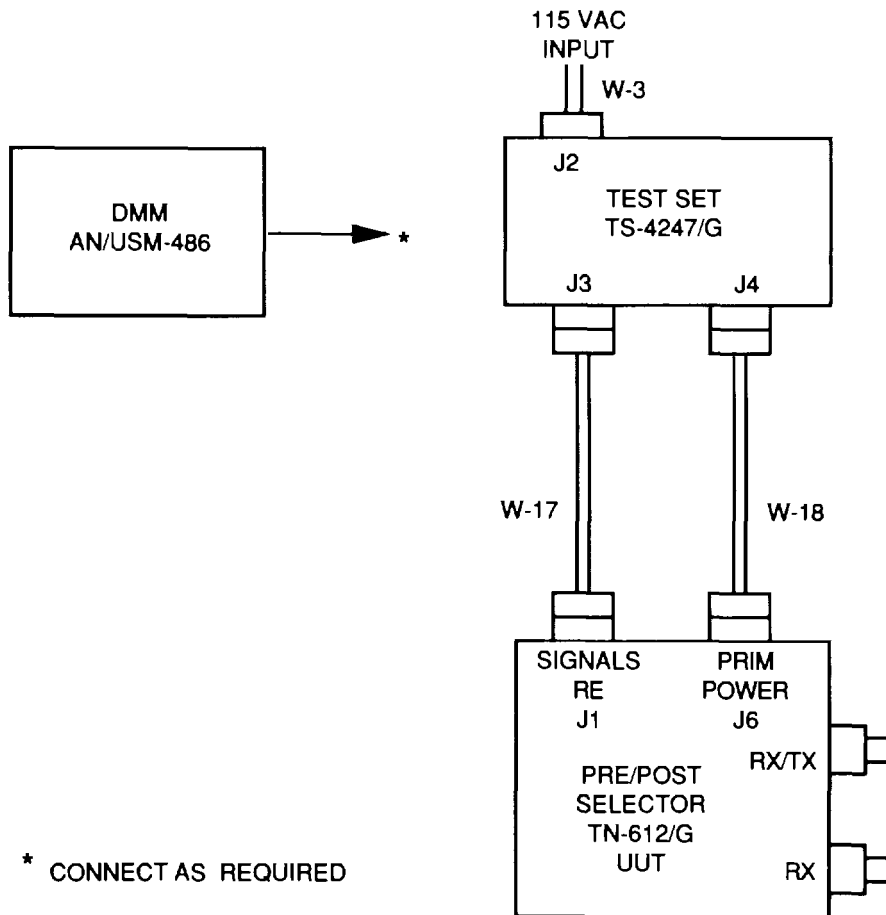 115 VAC
INPUT
W-3
J2
TEST SET
TS-4247/G
J3
J4
DMM
AN/USM-486
*
W-17
W-18
SIGNALS
RE
J1
PRIM
POWER
J6
RX/TX
PRE/POST
SELECTOR
TN-612/G
UUT
RX
* CONNECT AS REQUIRED